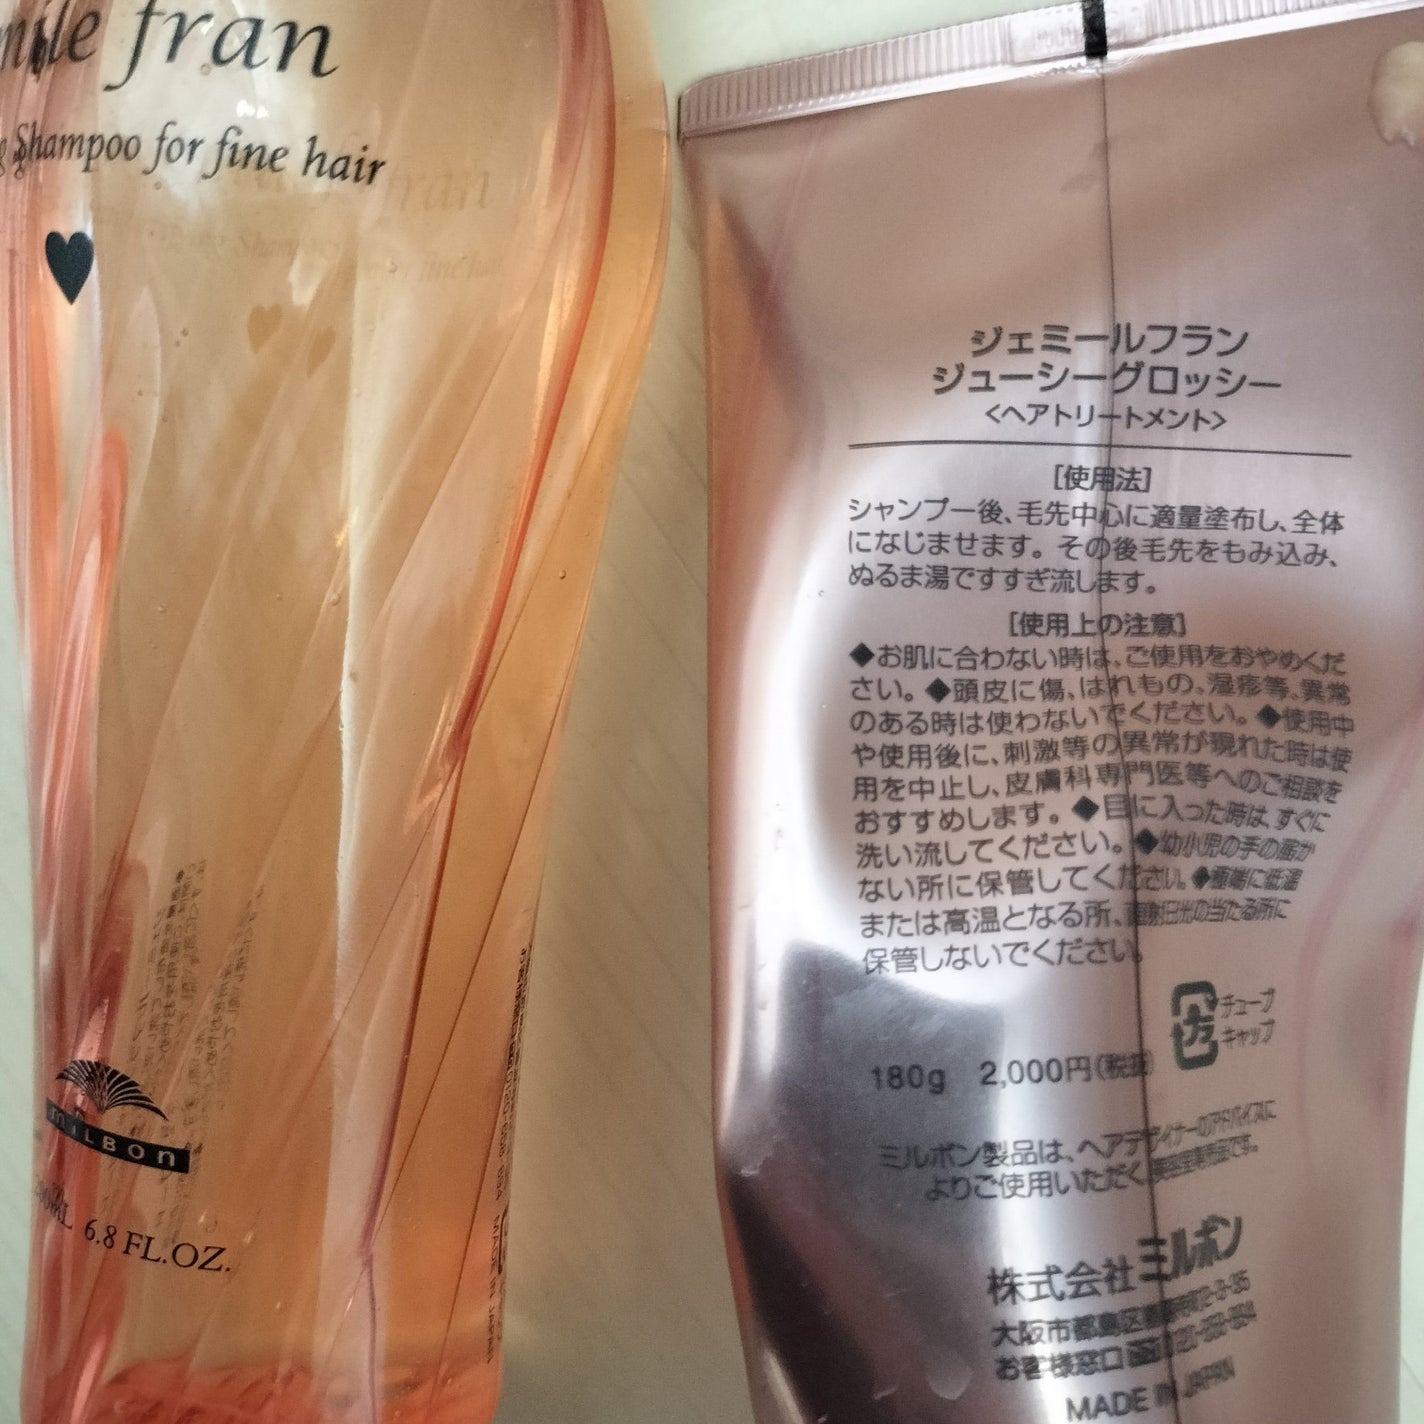 fran
Shampoo for fine hair
milbon
6.8 FL.OZ.
ジェミールフラン
ジューシーグロッシー
<ヘアトリートメント>
[使用法]
シャンプー後、毛先中心に適量塗布し、全体
になじませます。その後毛先をもみ込み、
ぬるま湯ですすぎ流します。
[使用上の注意]
◆お肌に合わない時は、ご使用をおやめくだ
さい。◆頭皮に傷、はれもの、湿疹等、異常
のある時は使わないでください。◆使用中
や使用後に、刺激等の異常が現れた時は使
用を中止し、皮膚科専門医等へのご相談を
おすすめします。◆目に入った時は、すぐに
洗い流してください。◆幼小児の手の届か
ない所に保管してください。◆極端に低温
または高温となる所、直射日光の当たる所に
保管しないでください。
チューブ
キャップ
180g 2,000円(税抜)
ミルボン製品は、ヘアデザイナーのアドバイスに
よりご使用いただく
株式会社ミルボン
大阪市都島区
お客様窓口
MADE IN JAPAN